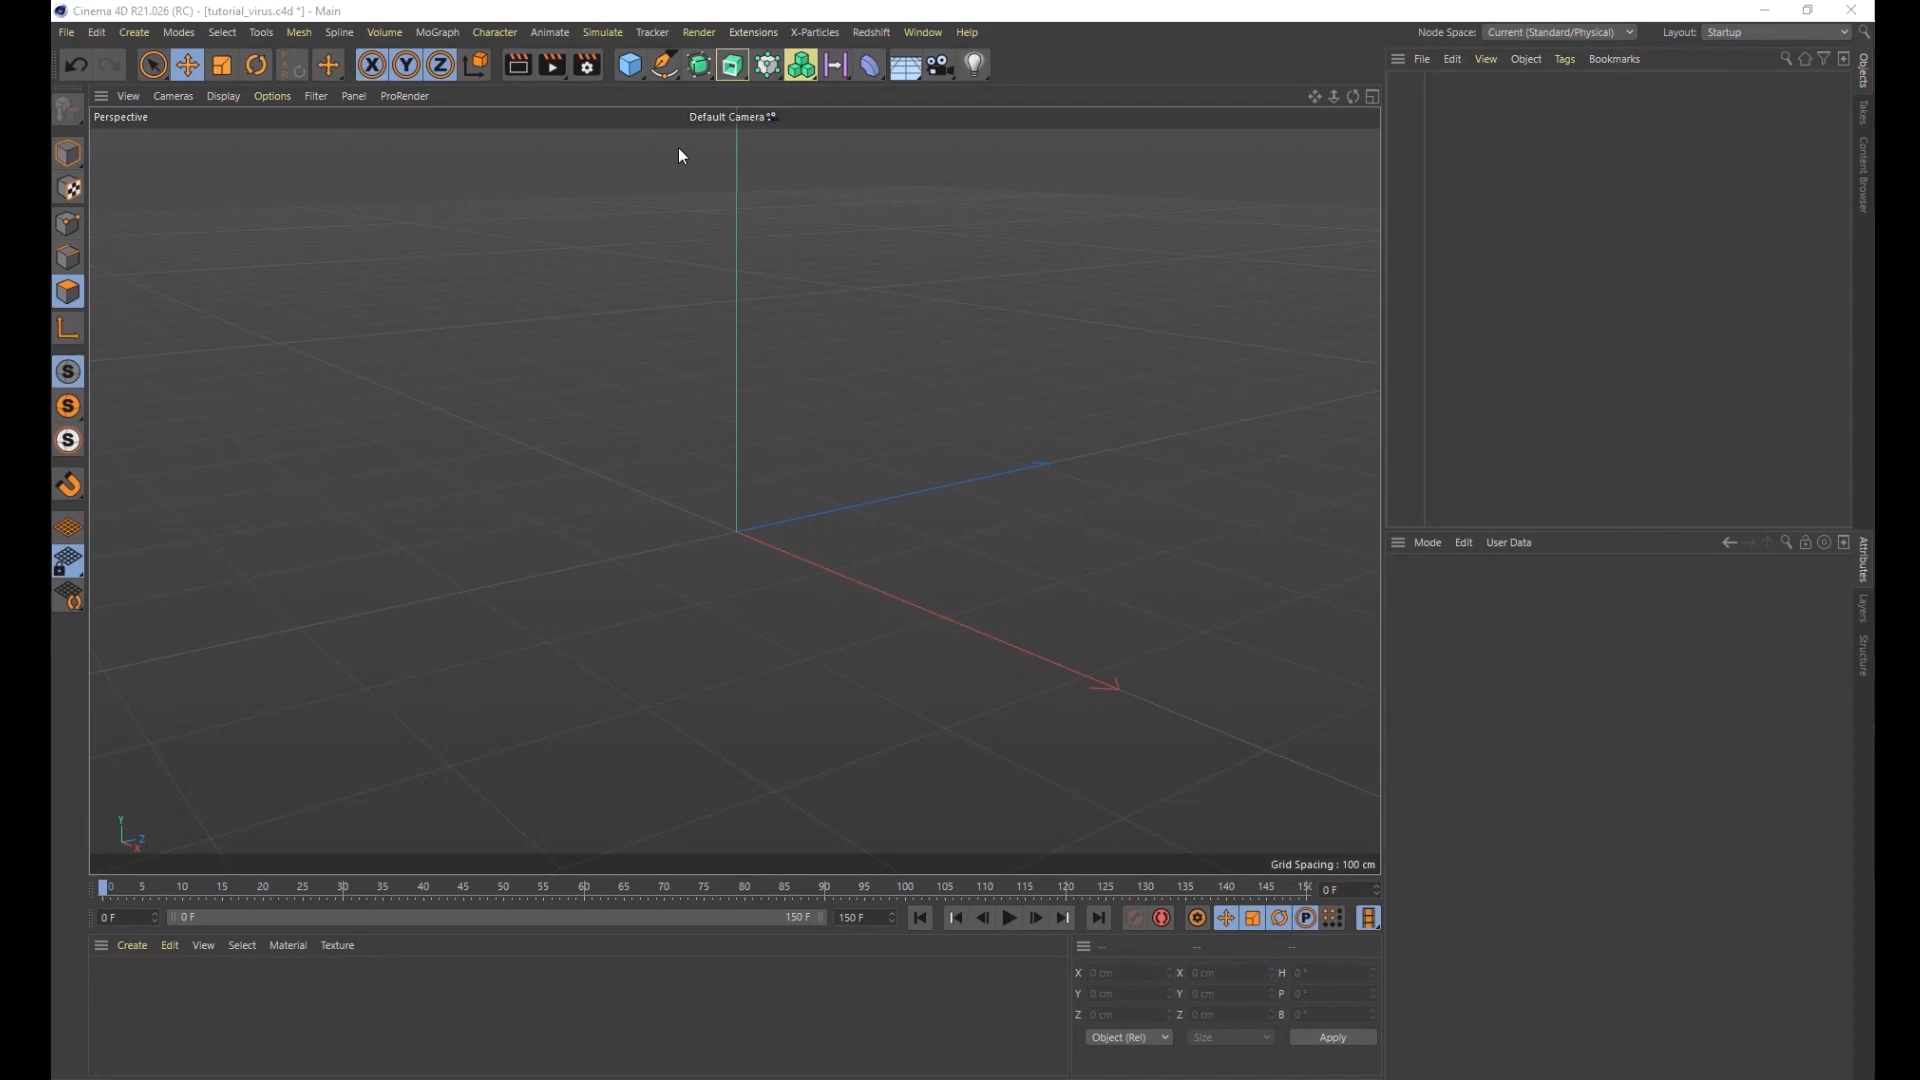 Cinema 4D R21.026 (RC) - [tutorial_virus.c4d *] - Main
File Edit Create Modes Select Tools Mesh Spline Volume MoGraph Character Animate Simulate Tracker Render Extensions X-Particles Redshift Window Help Node Space: Current (Standard/Physical) Layout: Startup
X Y Z
File Edit View Object Tags Bookmarks
View Cameras Display Options Filter Panel ProRender
Perspective Default Camera
Objects
Takes
Content Browser
S
S
S
Mode Edit User Data
Attributes
Layers
Structure
Y
Z
X
Grid Spacing : 100 cm
0 5 10 15 20 25 30 35 40 45 50 55 60 65 70 75 80 85 90 95 100 105 110 115 120 125 130 135 140 145 0 F
0 F 0 F 150 F 150 F P
Create Edit View Select Material Texture -- -- --
X 0 cm X 0 cm H 0 °
Y 0 cm Y 0 cm P 0 °
Z 0 cm Z 0 cm B 0 °
Object (Rel) Size Apply